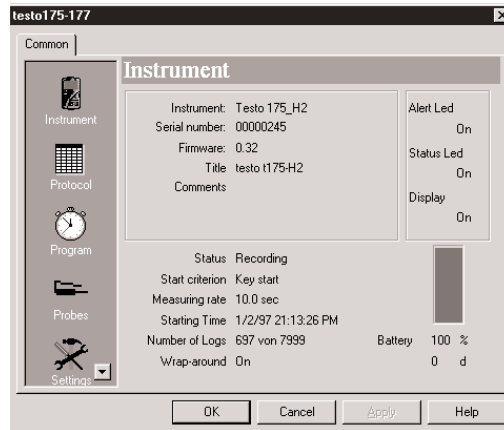 testo175-177
Common
Instrument
Instrument
Protocol
Program
Probes
Settings
Instrument: Testo 175_H2
Serial number: 00000245
Firmware: 0.32
Title testo t175-H2
Comments
Alert Led
On
Status Led
On
Display
On
Status Recording
Start criterion Key start
Measuring rate 10.0 sec
Starting Time 1/2/97 21:13:26 PM
Number of Logs 697 von 7999
Wrap-around On
Battery 100 %
0 d
OK Cancel Apply Help